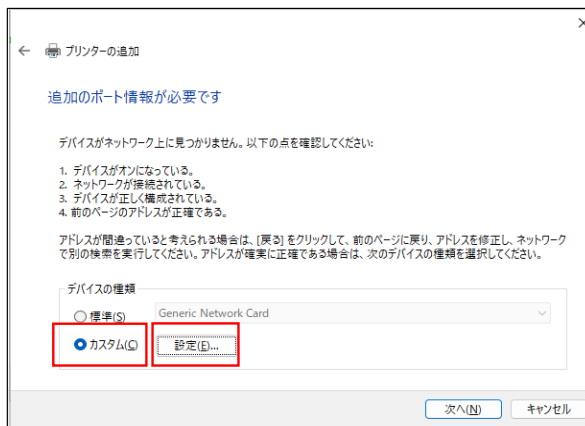 プリンターの追加
追加のポート情報が必要です
デバイスがネットワーク上に見つかりません。以下の点を確認してください:
1. デバイスがオンになっている。
2. ネットワークが接続されている。
3. デバイスが正しく構成されている。
4. 前のページのアドレスが正確である。
アドレスが間違っていると考えられる場合は、[戻る] をクリックして、前のページに戻り、アドレスを修正し、ネットワーク
で別の検索を実行してください。アドレスが確実に正確である場合は、次のデバイスの種類を選択してください。
デバイスの種類
標準(S) Generic Network Card
カスタム(C) 設定(E)...
次へ(N) キャンセル